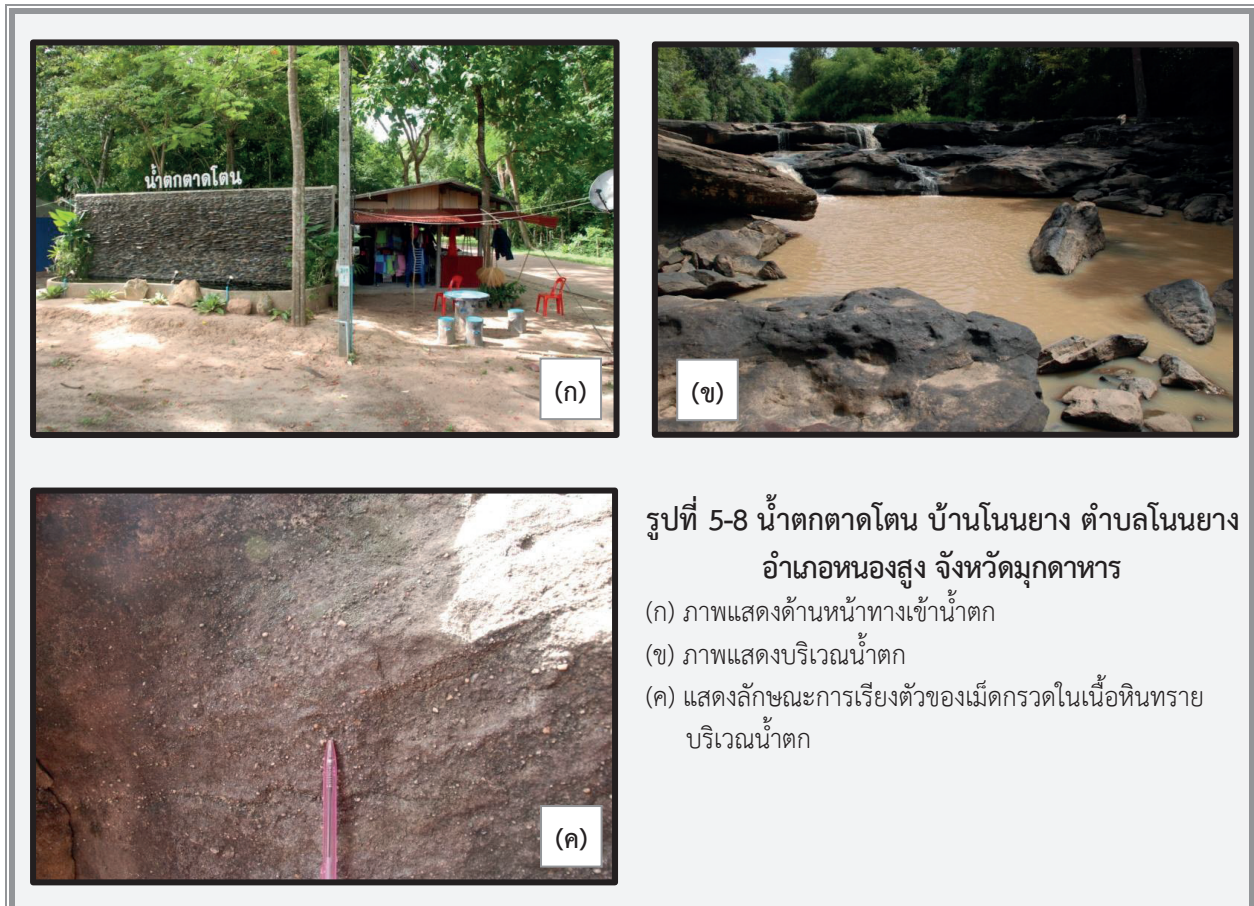 น้ำตกตาดโตน
(ก)
(ข)
(ค)
รูปที่ 5-8 น้ำตกตาดโตน บ้านโนนยาง ตำบลโนนยาง
อำเภอหนองสูง จังหวัดมุกดาหาร
(ก) ภาพแสดงด้านหน้าทางเข้าน้ำตก
(ข) ภาพแสดงบริเวณน้ำตก
(ค) แสดงลักษณะการเรียงตัวของเม็ดกรวดในเนื้อหินทราย
บริเวณน้ำตก